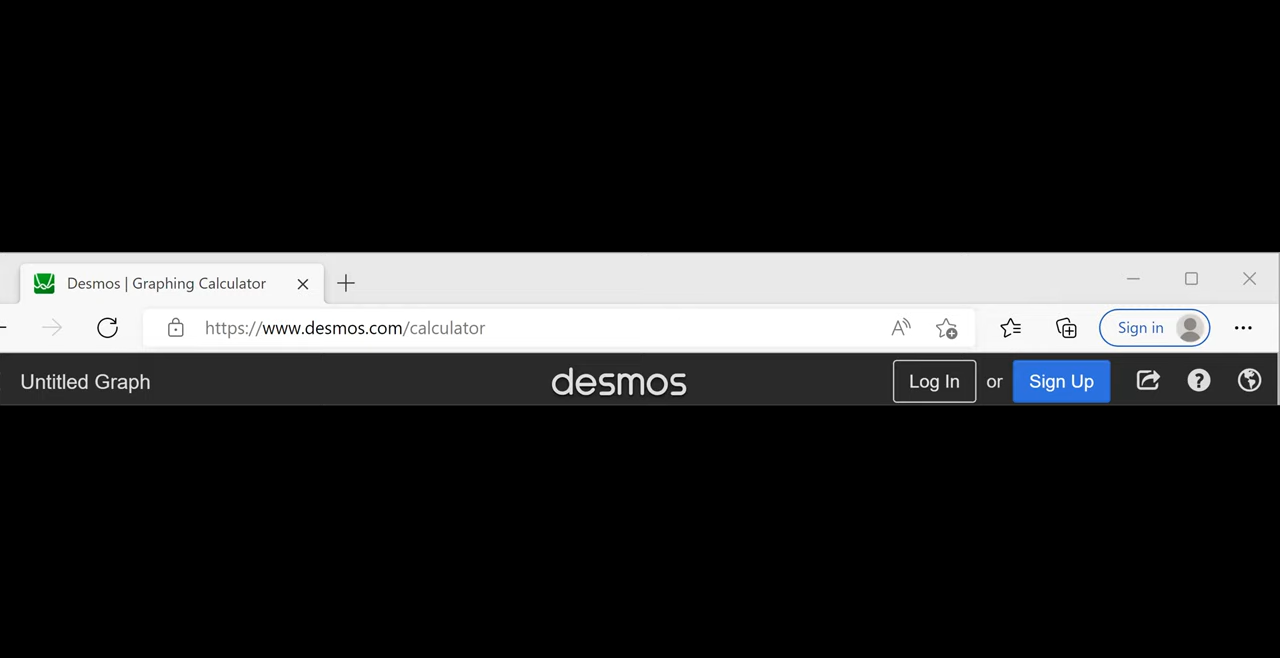 Desmos | Graphing Calculator
https://www.desmos.com/calculator
Sign in
Untitled Graph
desmos
Log In or Sign Up